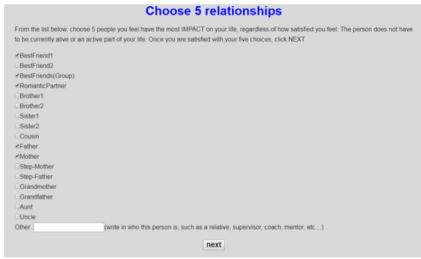 Choose 5 relationships
From the list below, choose 5 people you feel have the most IMPACT on your life, regardless of how satisfied you feel. The person does not have
to be currently alive or an active part of your life. Once you are satisfied with your five choices, click NEXT
BestFriend1
BestFriend2
BestFriends(Group)
RomanticPartner
Brother1
Brother2
Sister1
Sister2
Cousin
Father
Mother
Step-Mother
Step-Father
Grandmother
Grandfather
Aunt
Uncle
Other (write in who this person is, such as a relative, supervisor, coach, mentor, etc...)
next